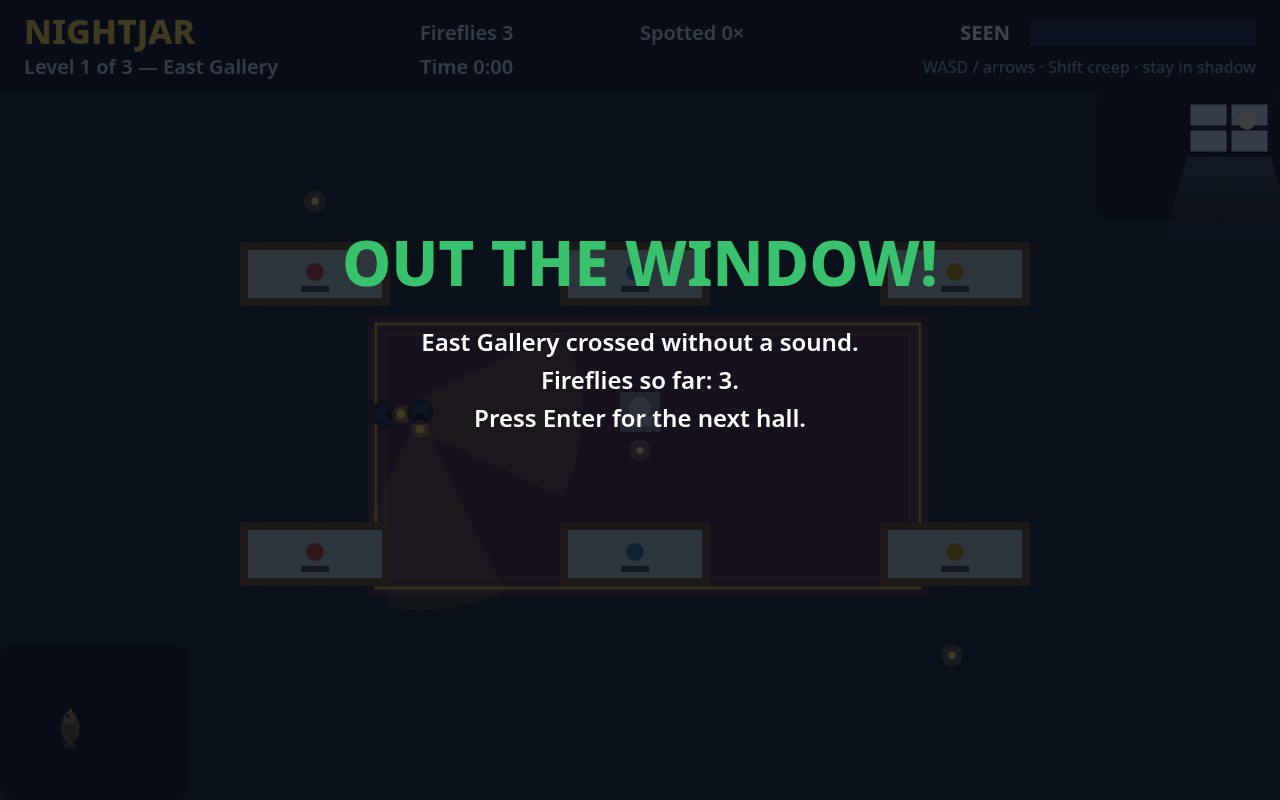 NIGHTJAR
Fireflies 3
Spotted 0×
SEEN
Level 1 of 3 — East Gallery
Time 0:00
WASD / arrows · Shift creep · stay in shadow
OUT THE WINDOW!
East Gallery crossed without a sound.
Fireflies so far: 3.
Press Enter for the next hall.